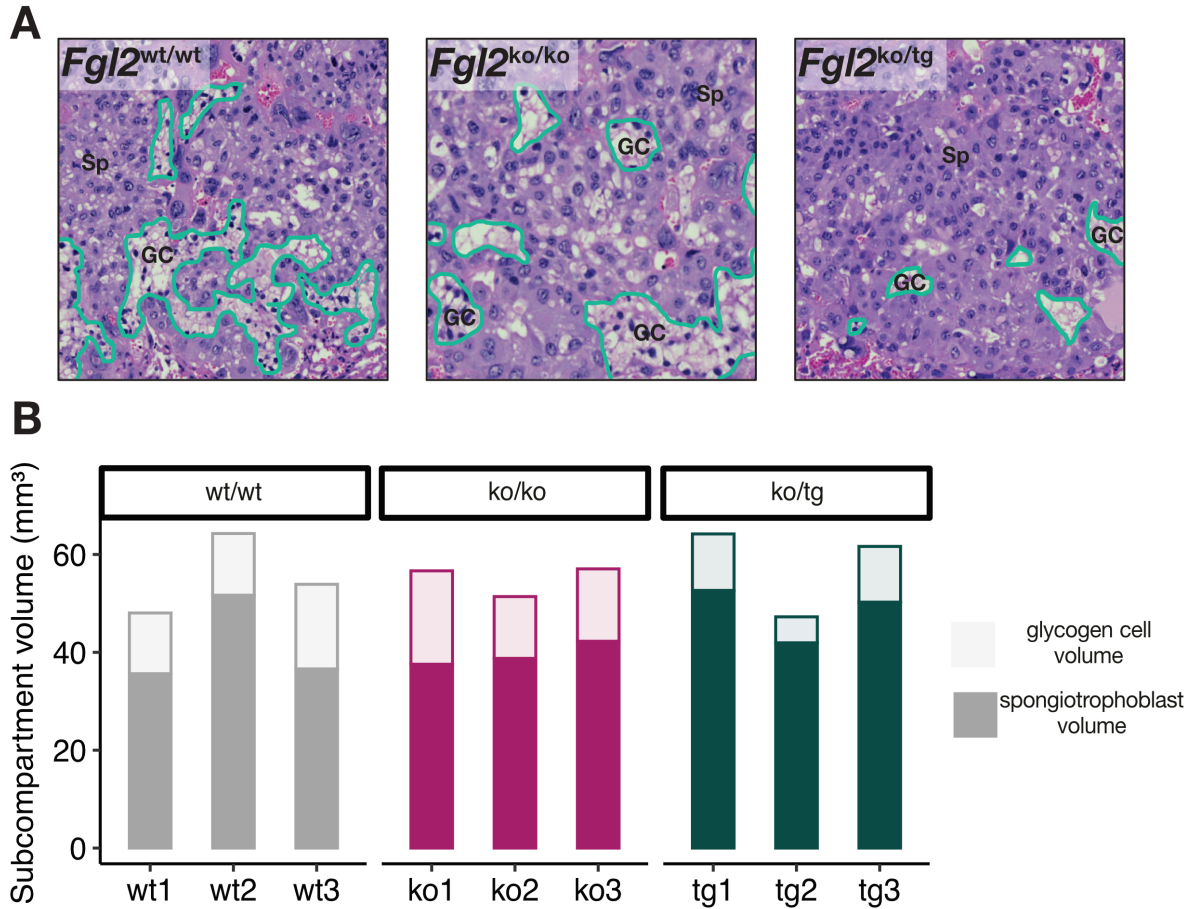 A
Fgl2wt/wt
Fgl2ko/ko
Fgl2ko/tg
Sp
GC
Sp
GC
GC
GC
Sp
GC
GC
B
Subcompartment volume (mm³)
wt/wt
ko/ko
ko/tg
60
40
20
0
wt1
wt2
wt3
ko1
ko2
ko3
tg1
tg2
tg3
glycogen cell
volume
spongiotrophoblast
volume